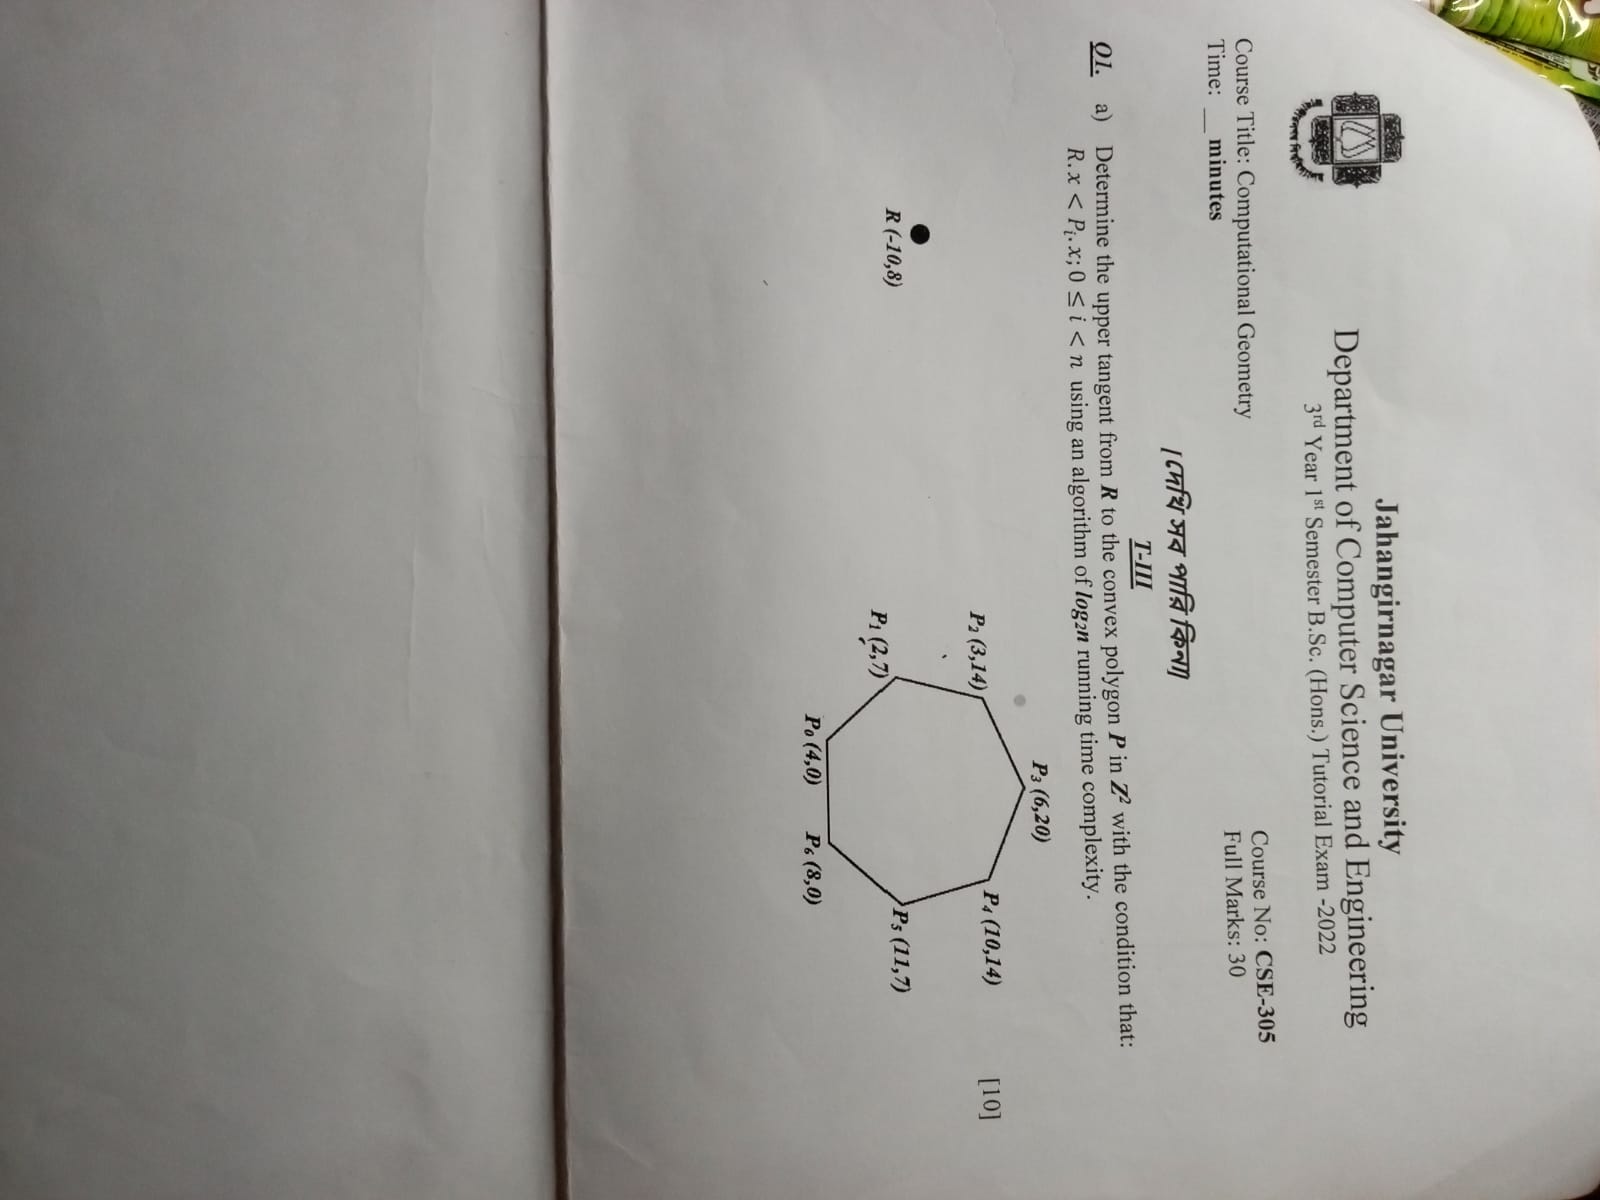 Jahangirnagar University
Department of Computer Science and Engineering
3rd Year 1st Semester B.Sc. (Hons.) Tutorial Exam -2022
Course Title: Computational Geometry Course No: CSE-305
Time: __ minutes Full Marks: 30
[দেখি সব পারি কিনা]
T-III
Q1. a) Determine the upper tangent from R to the convex polygon P in Z² with the condition that:
R.x < Pᵢ.x; 0 ≤ i < n using an algorithm of log₂n running time complexity.
[10]
P₃ (6,20)
P₂ (3,14)
P₄ (10,14)
R (-10,8)
P₁ (2,7)
P₅ (11,7)
P₀ (4,0)
P₆ (8,0)